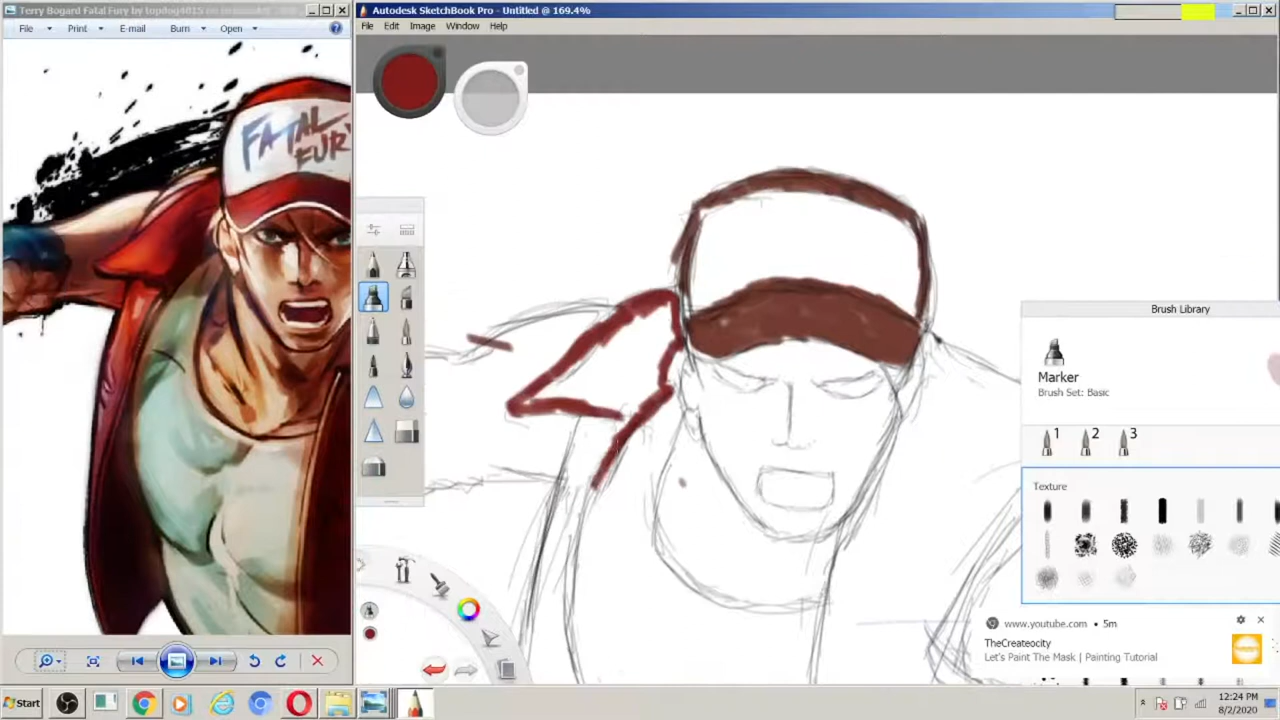 Terry Bogard Fatal Fury by topdog4015
File Print E-mail Burn Open
FATAL
FURY
Autodesk SketchBook Pro - Untitled @ 169.4%
File Edit Image Window Help
Brush Library
Marker
Brush Set: Basic
1 2 3
Texture
www.youtube.com • 5m
TheCreateocity
Let's Paint The Mask | Painting Tutorial
Start
12:24 PM
8/2/2020